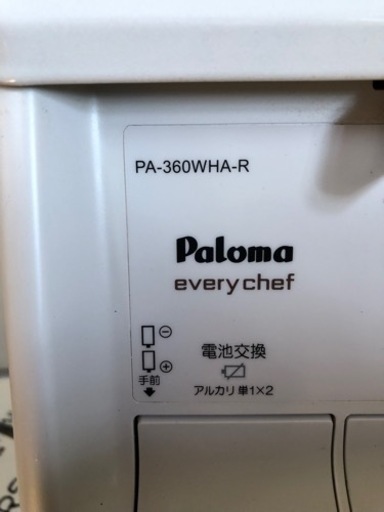 PA-360WHA-R
Paloma
every chef
電池交換
アルカリ 単1×2
⊖
⊕
手前